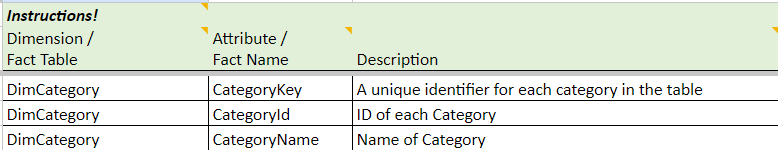 Instructions!
Dimension / Attribute /
Fact Table Fact Name Description
DimCategory CategoryKey A unique identifier for each category in the table
DimCategory CategoryId ID of each Category
DimCategory CategoryName Name of Category